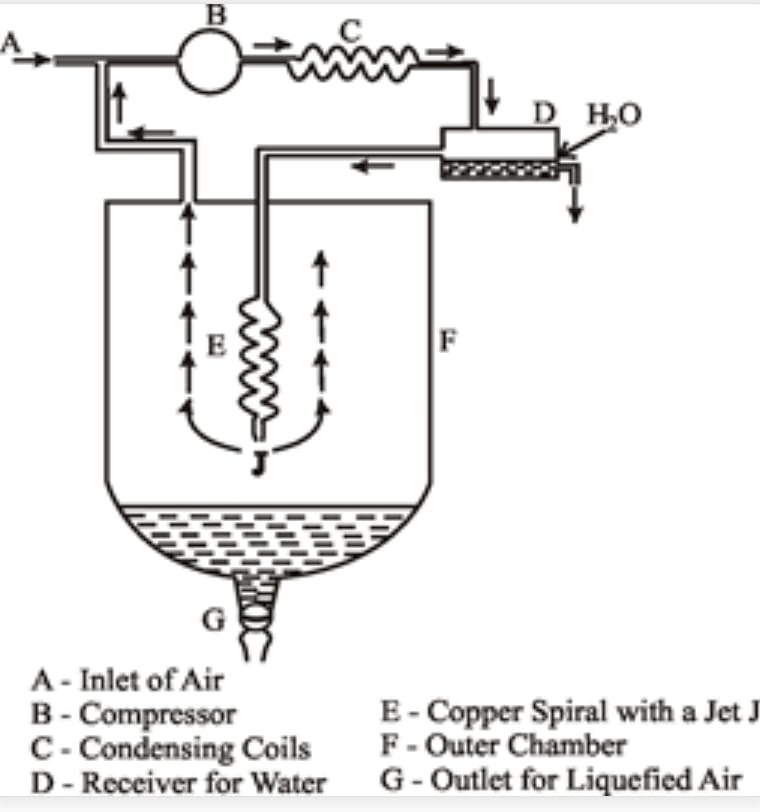 B
A
C
D H₂O
E
F
J
G
A - Inlet of Air
B - Compressor
C - Condensing Coils
D - Receiver for Water
E - Copper Spiral with a Jet J
F - Outer Chamber
G - Outlet for Liquefied Air